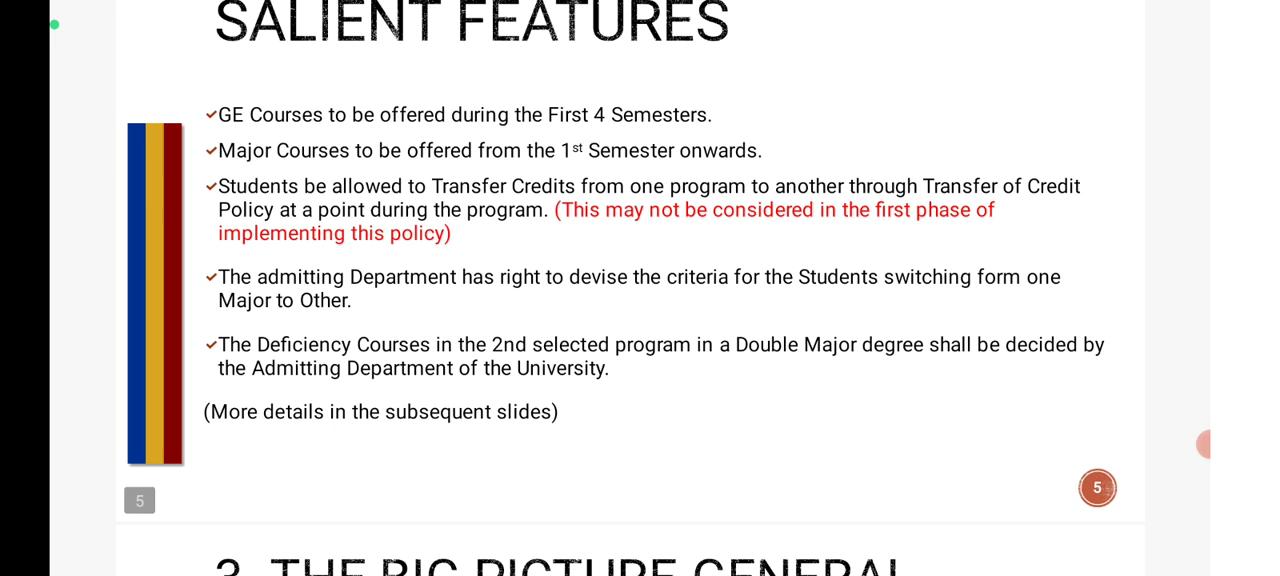 SALIENT FEATURES
✓GE Courses to be offered during the First 4 Semesters.
✓Major Courses to be offered from the 1st Semester onwards.
✓Students be allowed to Transfer Credits from one program to another through Transfer of Credit
Policy at a point during the program. (This may not be considered in the first phase of
implementing this policy)
✓The admitting Department has right to devise the criteria for the Students switching form one
Major to Other.
✓The Deficiency Courses in the 2nd selected program in a Double Major degree shall be decided by
the Admitting Department of the University.
(More details in the subsequent slides)
5
5
3. THE BIG PICTURE GENERAL